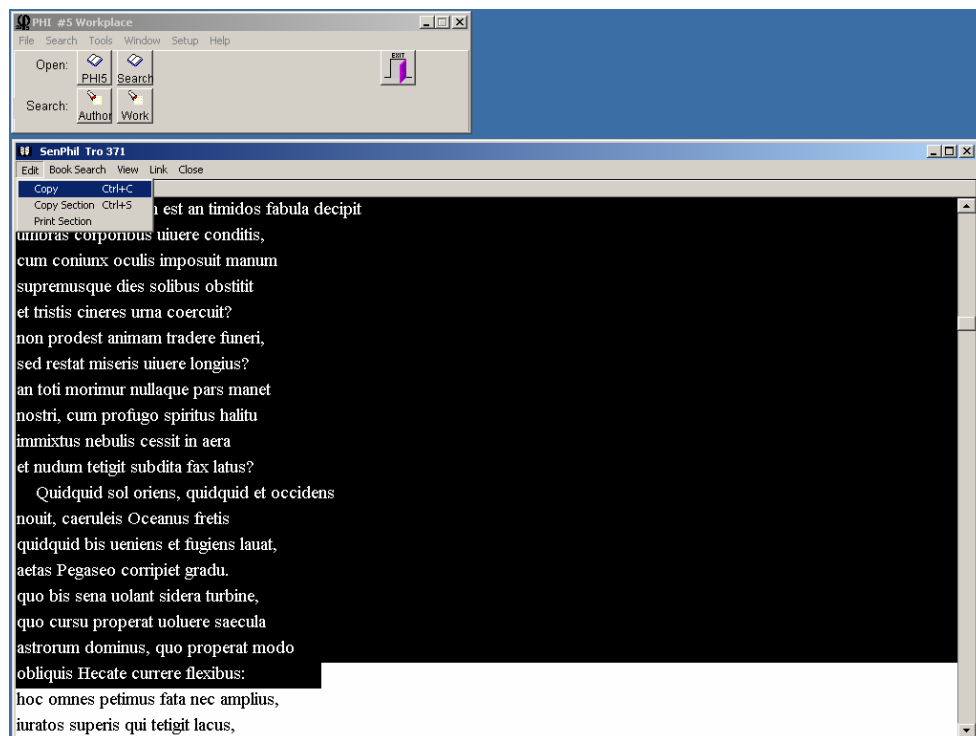 PHI #5 Workplace
File Search Tools Window Setup Help
Open:
PHI5 Search
EXIT
Search:
Author Work
SenPhil Tro 371
Edit Book Search View Link Close
Copy Ctrl+C
Copy Section Ctrl+S
Print Section
est an timidos fabula decipit
umbras corporibus uiuere conditis,
cum coniunx oculis imposuit manum
supremusque dies solibus obstitit
et tristis cineres urna coercuit?
non prodest animam tradere funeri,
sed restat miseris uiuere longius?
an toti morimur nullaque pars manet
nostri, cum profugo spiritus halitu
immixtus nebulis cessit in aera
et nudum tetigit subdita fax latus?
Quidquid sol oriens, quidquid et occidens
nouit, caeruleis Oceanus fretis
quidquid bis ueniens et fugiens lauat,
aetas Pegaseo corripiet gradu.
quo bis sena uolant sidera turbine,
quo cursu properat uoluere saecula
astrorum dominus, quo properat modo
obliquis Hecate currere flexibus:
hoc omnes petimus fata nec amplius,
iuratos superis qui tetigit lacus,